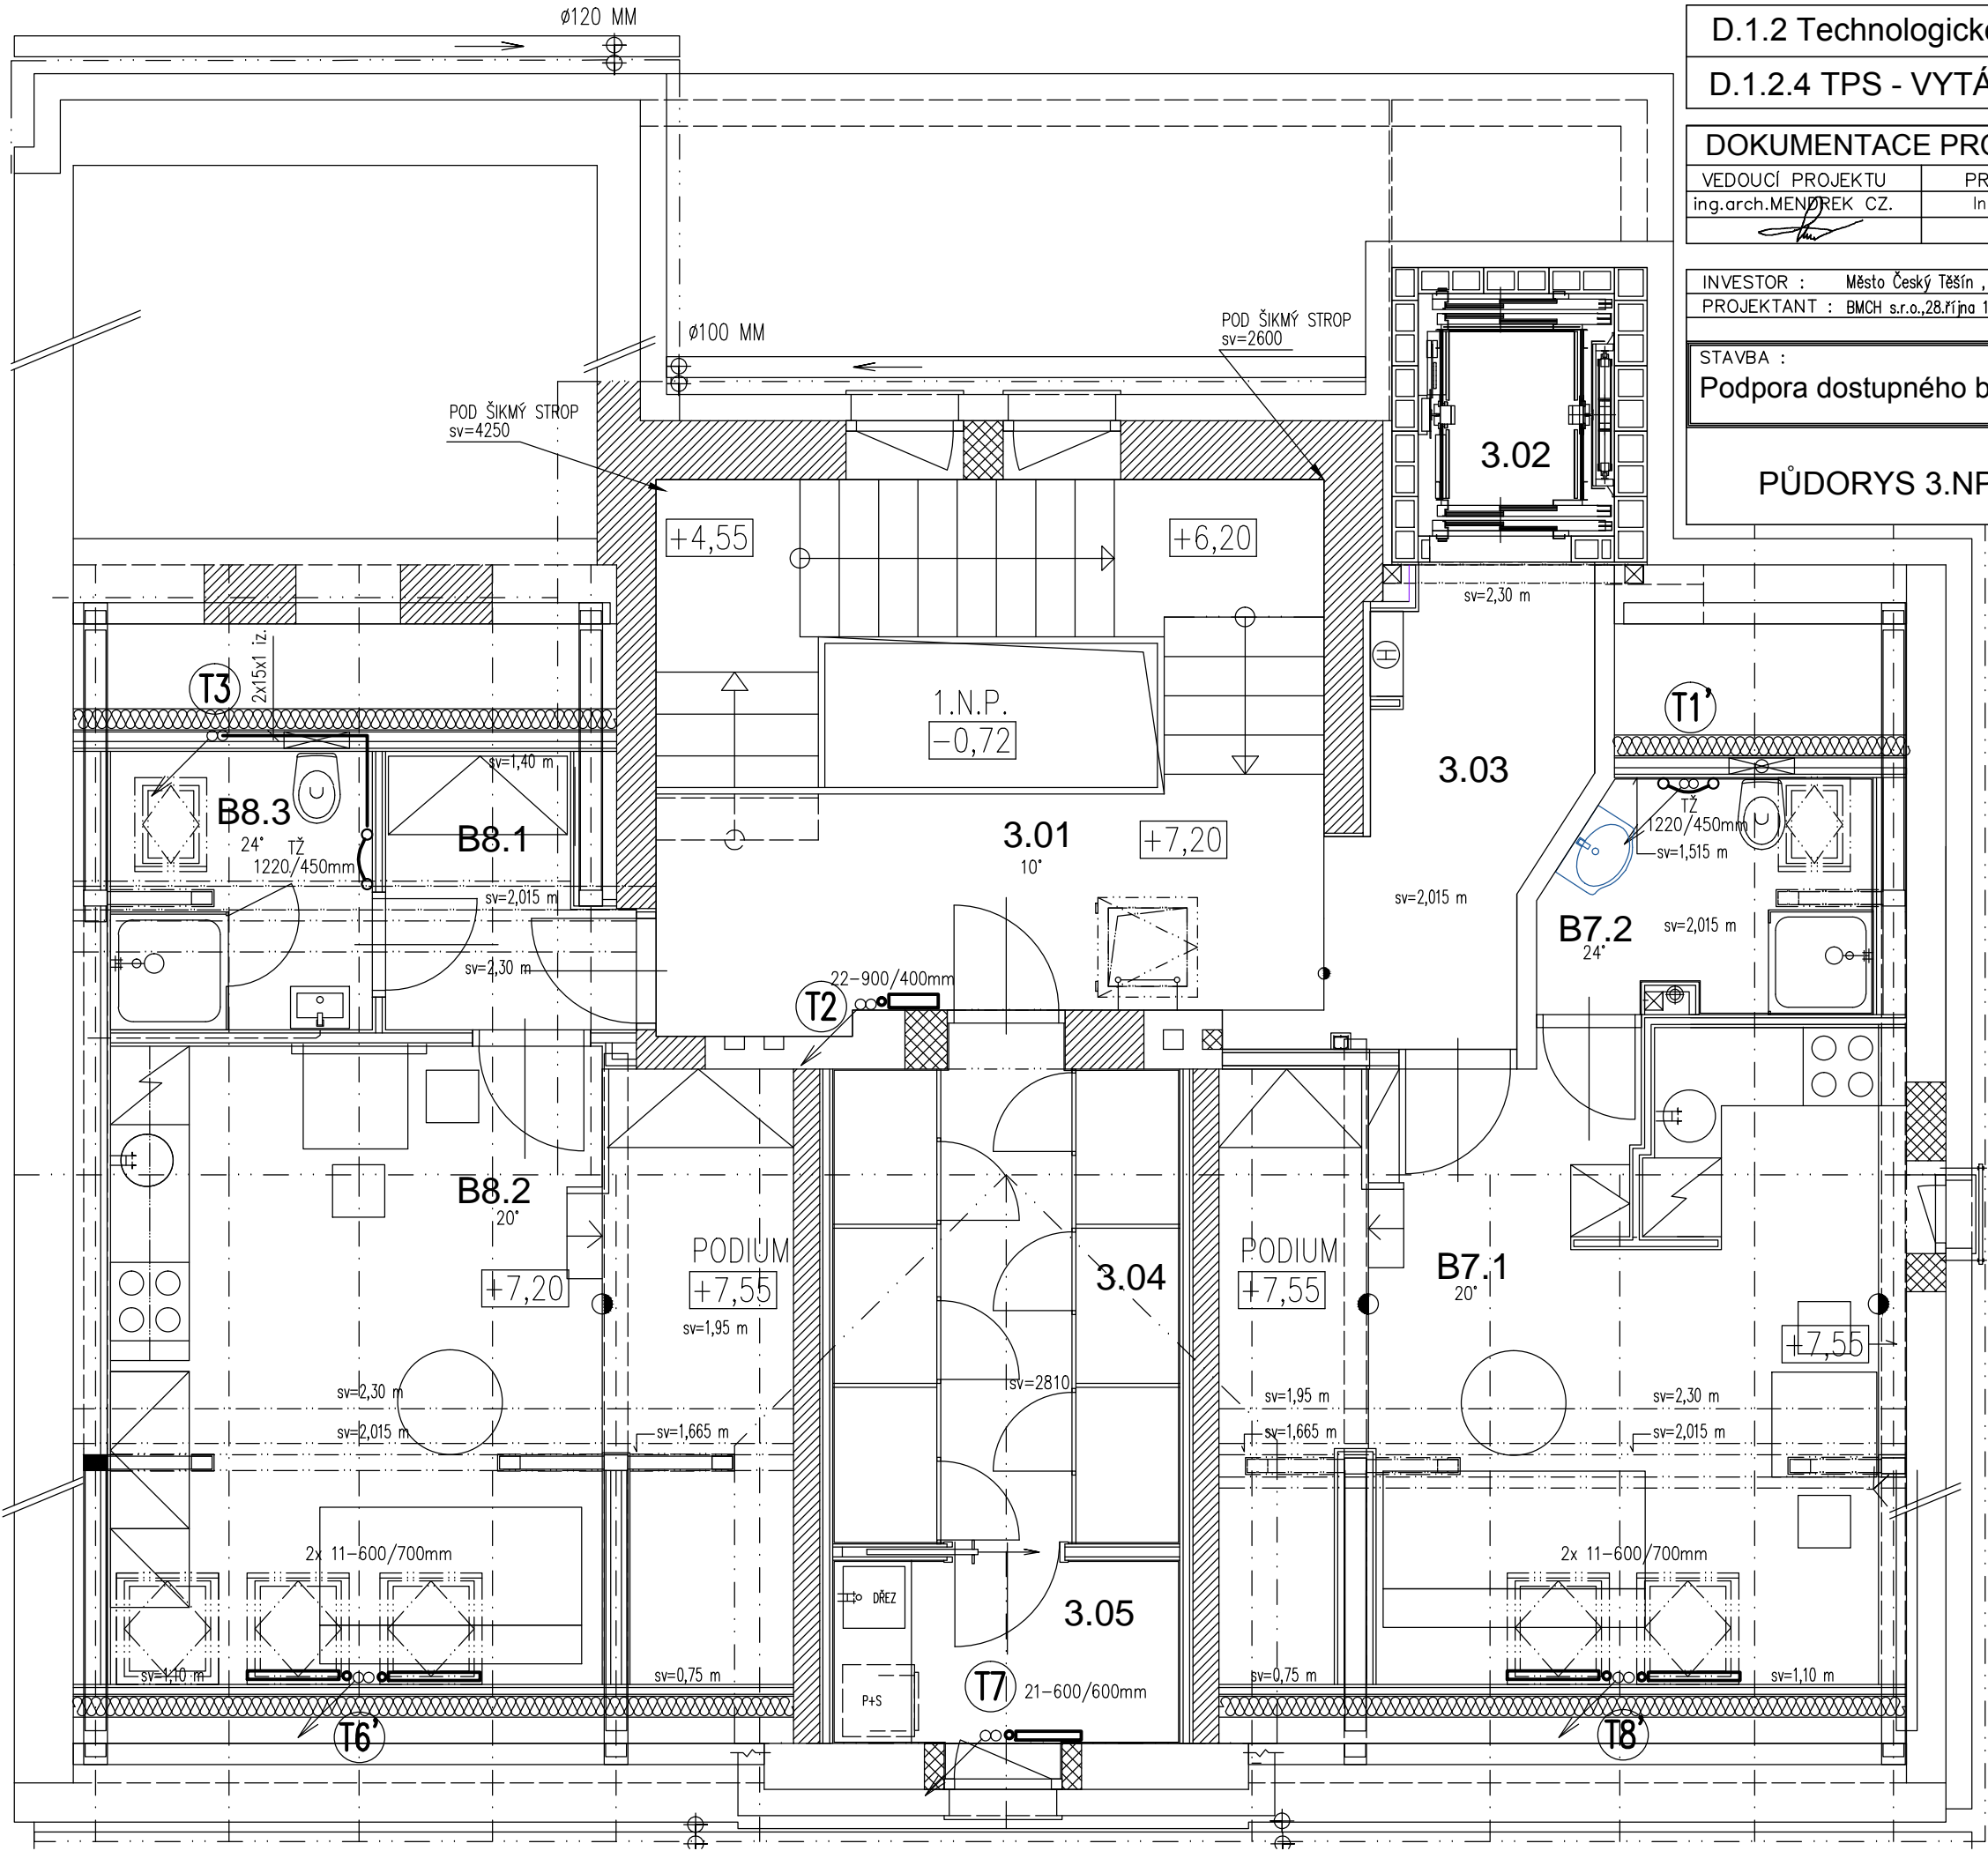 ø120 MM
D.1.2 Technologick
D.1.2.4 TPS - VYTÁ
DOKUMENTACE PRO
VEDOUCÍ PROJEKTU PR
ing.arch.MENDREK CZ. In
INVESTOR : Město Český Těšín ,
PROJEKTANT : BMCH s.r.o.,28.října 1
STAVBA :
Podpora dostupného b
PŮDORYS 3.NP
ø100 MM
POD ŠIKMÝ STROP
sv=2600
POD ŠIKMÝ STROP
sv=4250
3.02
+4,55
+6,20
sv=2,30 m
2x15x1 iz.
T3
H
T1'
1.N.P.
-0,72
sv=1,40 m
3.03
B8.3
24°
TŽ
1220/450mm
B8.1
3.01
10°
+7,20
TŽ
1220/450mm
sv=1,515 m
sv=2,015 m
sv=2,015 m
B7.2
24°
sv=2,015 m
sv=2,30 m
22-900/400mm
T2
B8.2
20°
PODIUM
+7,20
+7,55
sv=1,95 m
3.04
PODIUM
+7,55
B7.1
20°
+7,55
sv=2,30 m
sv=2810
sv=1,95 m
sv=2,30 m
sv=2,015 m
sv=1,665 m
sv=1,665 m
sv=2,015 m
2x 11-600/700mm
2x 11-600/700mm
DŘEZ
3.05
sv=1,10 m
sv=0,75 m
P+S
T7
21-600/600mm
sv=0,75 m
sv=1,10 m
T6'
T8'